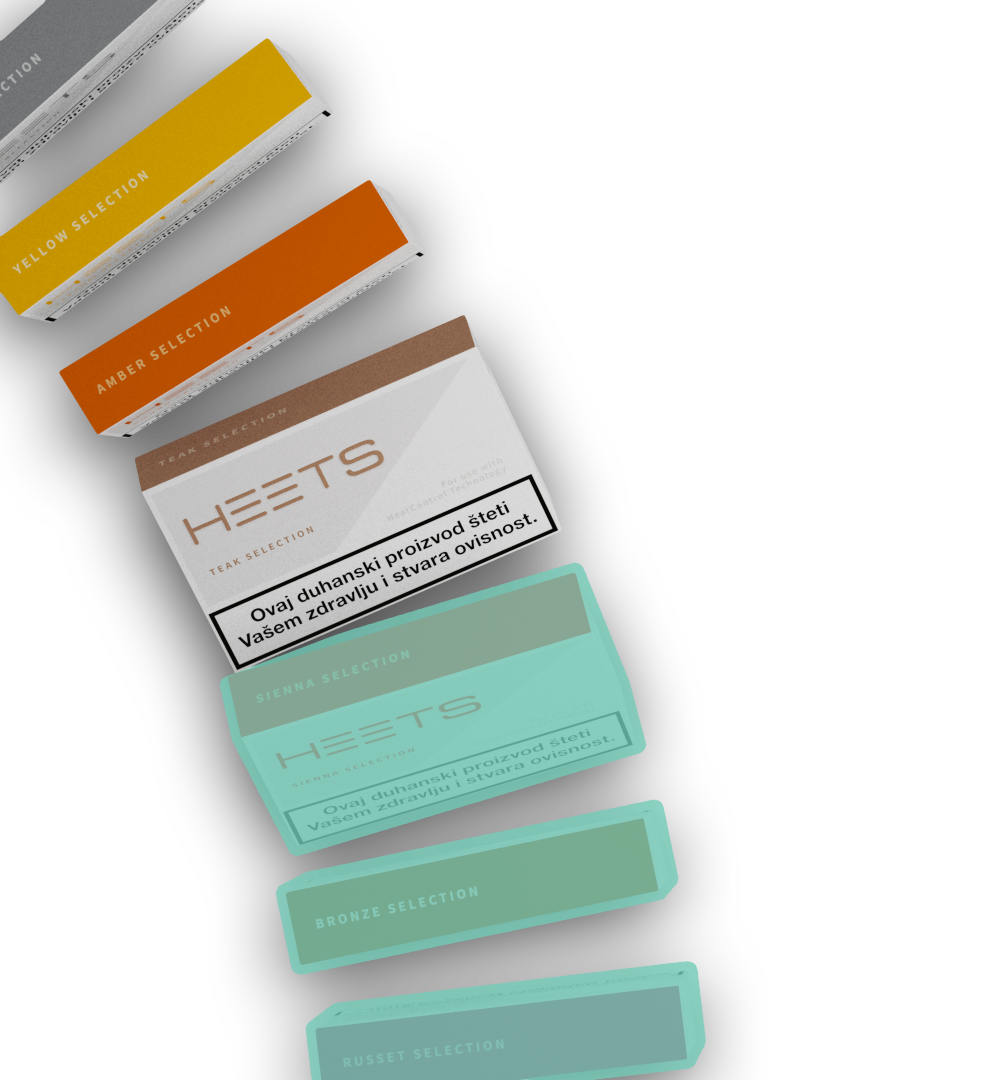 CTION
YELLOW SELECTION
AMBER SELECTION
TEAK SELECTION
HEETS
TEAK SELECTION
For use with
HeatControl Technology
Ovaj duhanski proizvod šteti
Vašem zdravlju i stvara ovisnost.
SIENNA SELECTION
HEETS
SIENNA SELECTION
Ovaj duhanski proizvod šteti
Vašem zdravlju i stvara ovisnost.
BRONZE SELECTION
RUSSET SELECTION